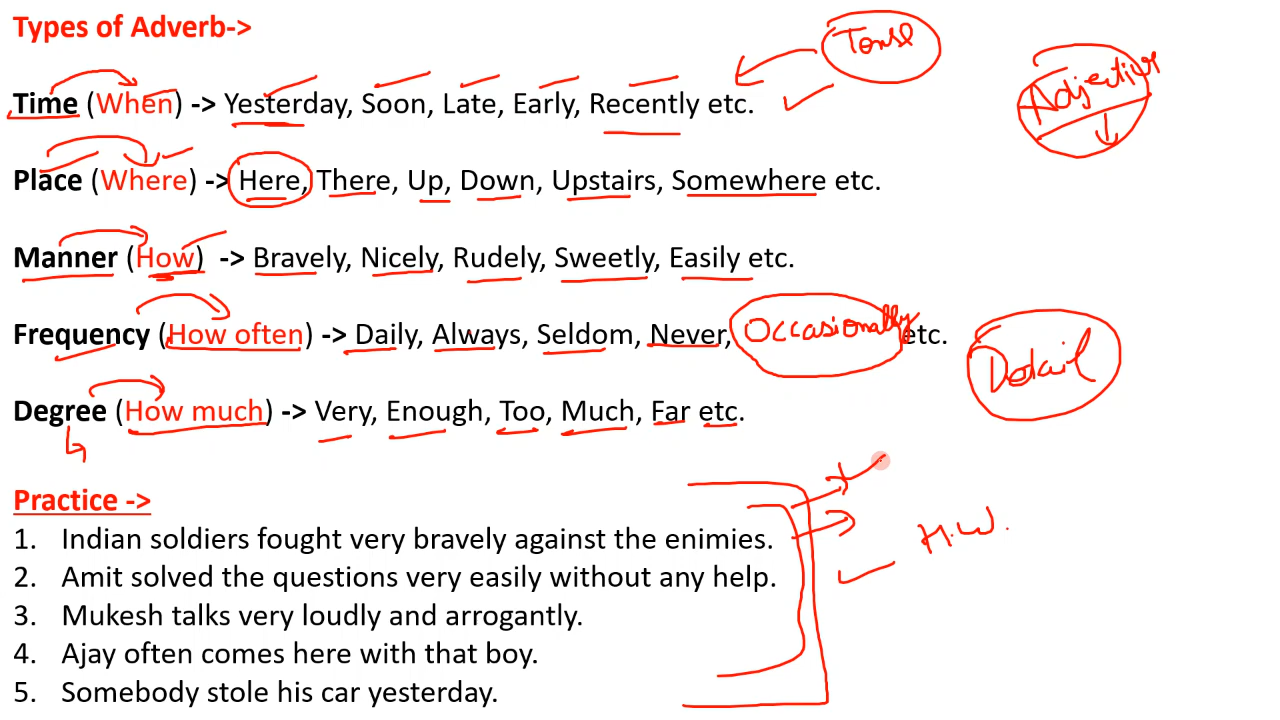 Types of Adverb->
Tense
Adjective
Time (When) -> Yesterday, Soon, Late, Early, Recently etc.
Place (Where) -> Here, There, Up, Down, Upstairs, Somewhere etc.
Manner (How) -> Bravely, Nicely, Rudely, Sweetly, Easily etc.
Frequency (How often) -> Daily, Always, Seldom, Never, Occasionally etc.
Detail
Degree (How much) -> Very, Enough, Too, Much, Far etc.
Practice ->
1. Indian soldiers fought very bravely against the enimies.
H.W.
2. Amit solved the questions very easily without any help.
3. Mukesh talks very loudly and arrogantly.
4. Ajay often comes here with that boy.
5. Somebody stole his car yesterday.